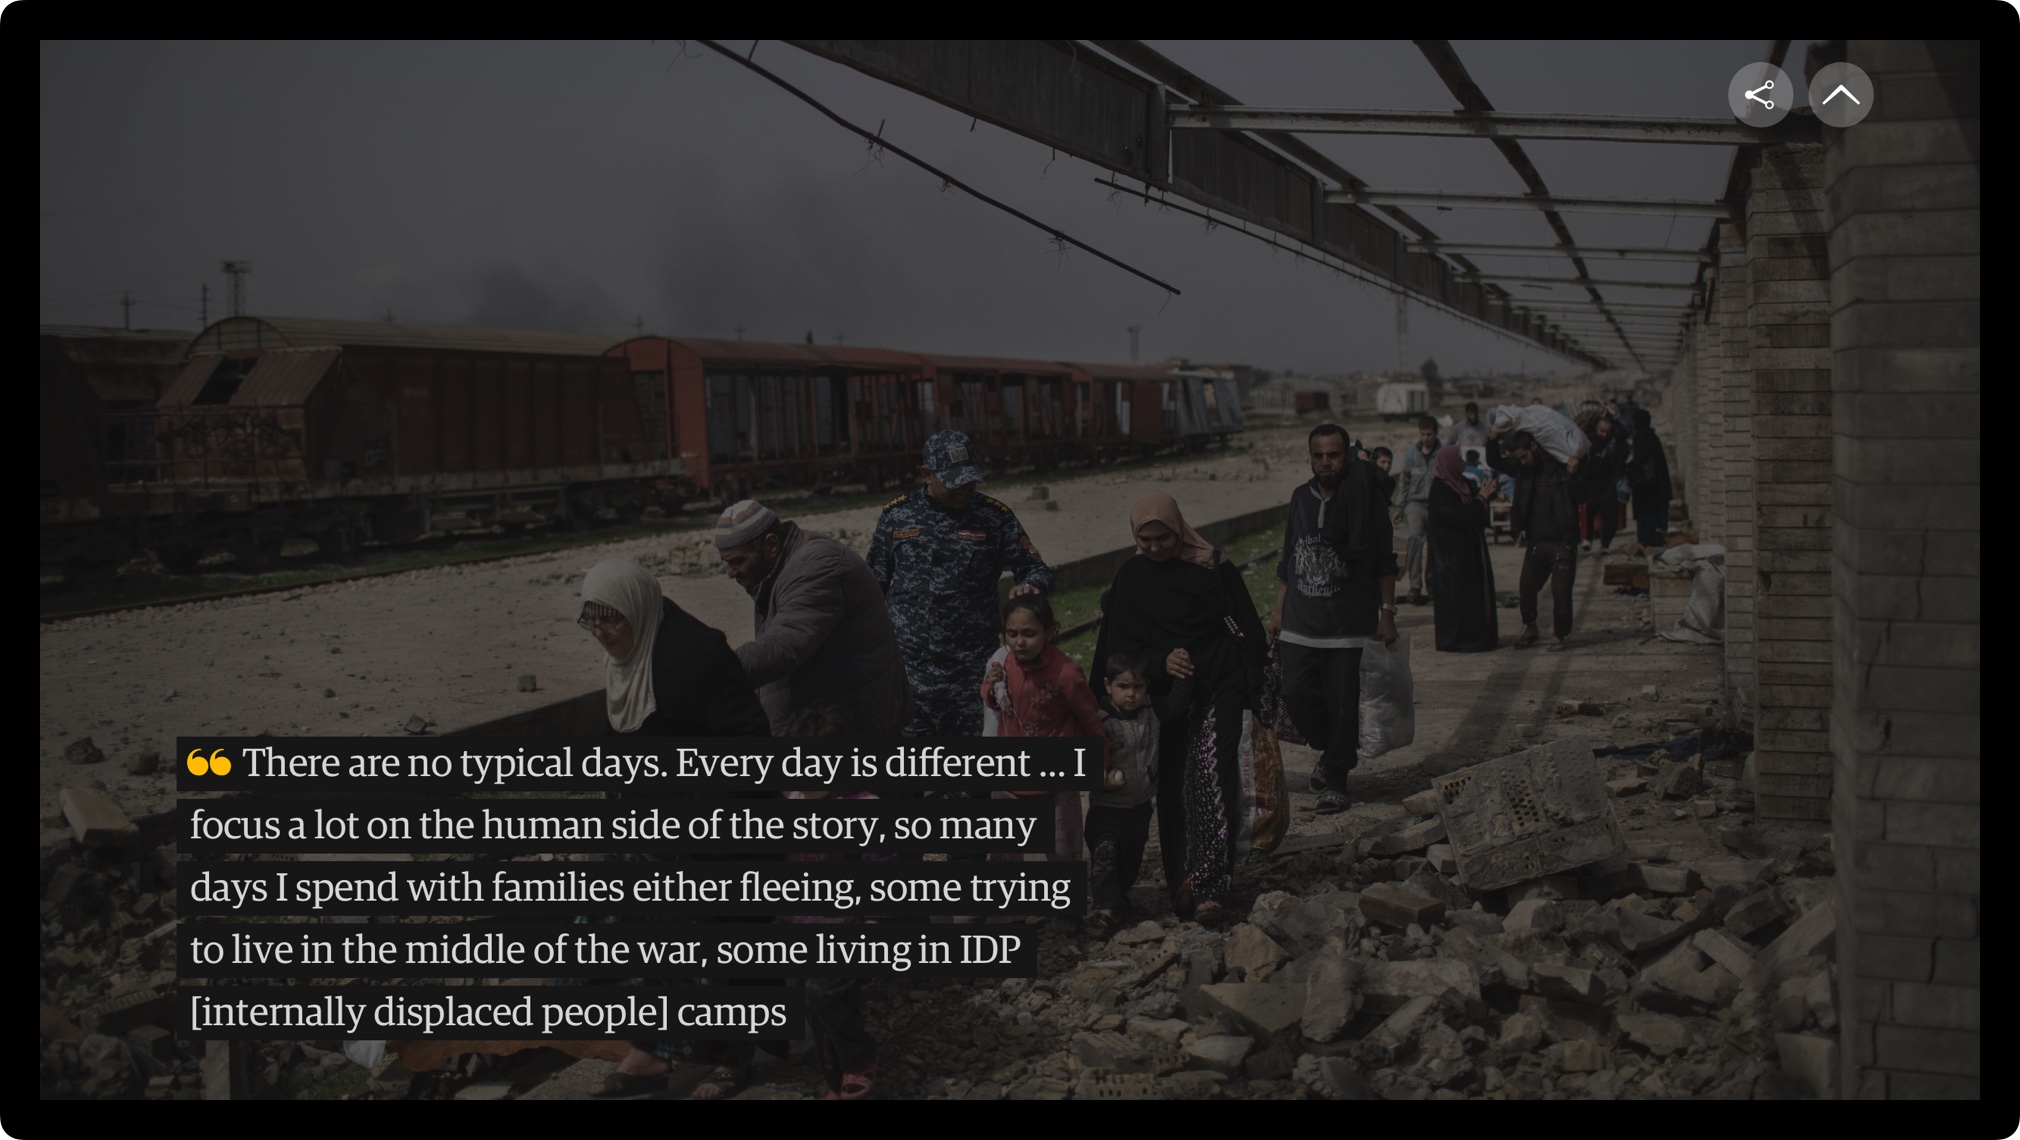 ❝ There are no typical days. Every day is different ... I
focus a lot on the human side of the story, so many
days I spend with families either fleeing, some trying
to live in the middle of the war, some living in IDP
[internally displaced people] camps